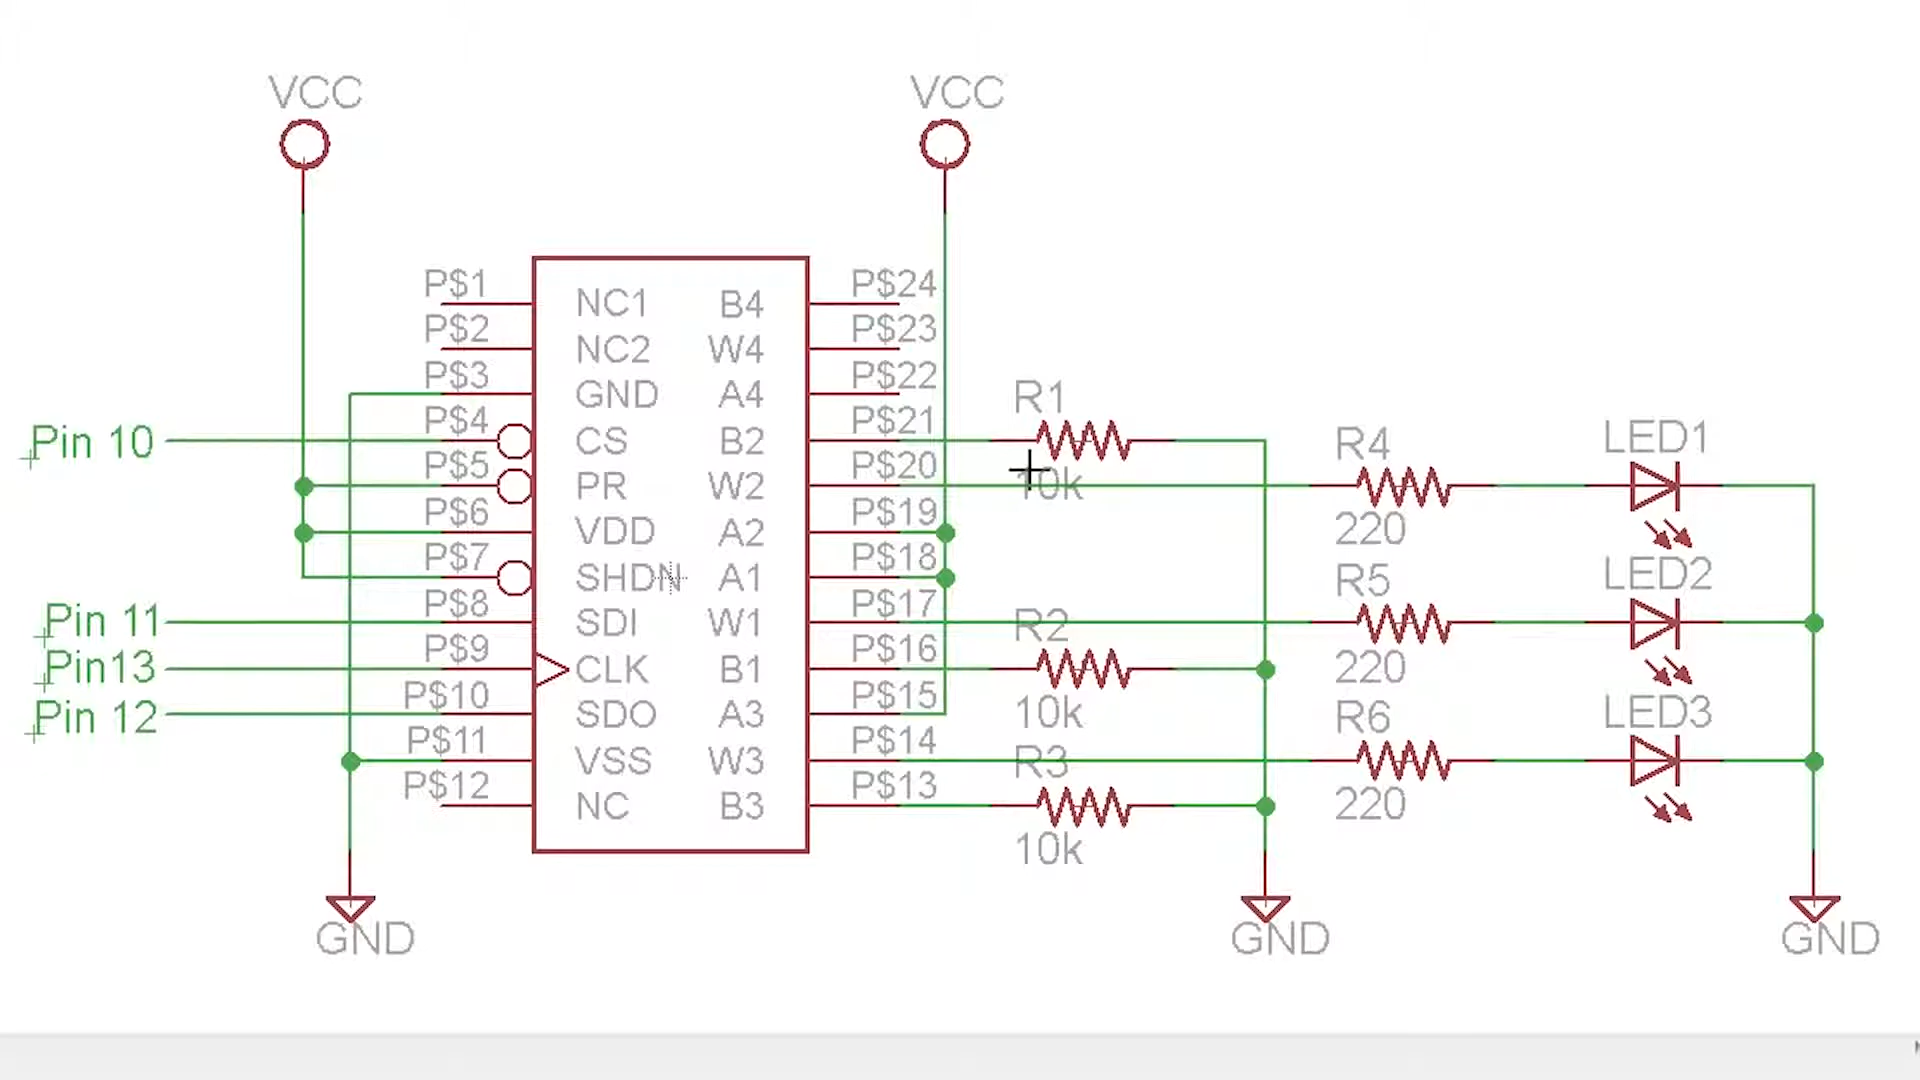 VCC VCC
P$1 NC1 B4 P$24
P$2 NC2 W4 P$23
P$3 GND A4 P$22
Pin 10 P$4 CS B2 P$21 R1
P$5 PR W2 P$20 10k R4 LED1
P$6 VDD A2 P$19 220
P$7 SHDN A1 P$18 R5 LED2
Pin 11 P$8 SDI W1 P$17 R2
Pin13 P$9 CLK B1 P$16 220
Pin 12 P$10 SDO A3 P$15 10k R6 LED3
P$11 VSS W3 P$14 R3
P$12 NC B3 P$13 220
10k
GND GND GND